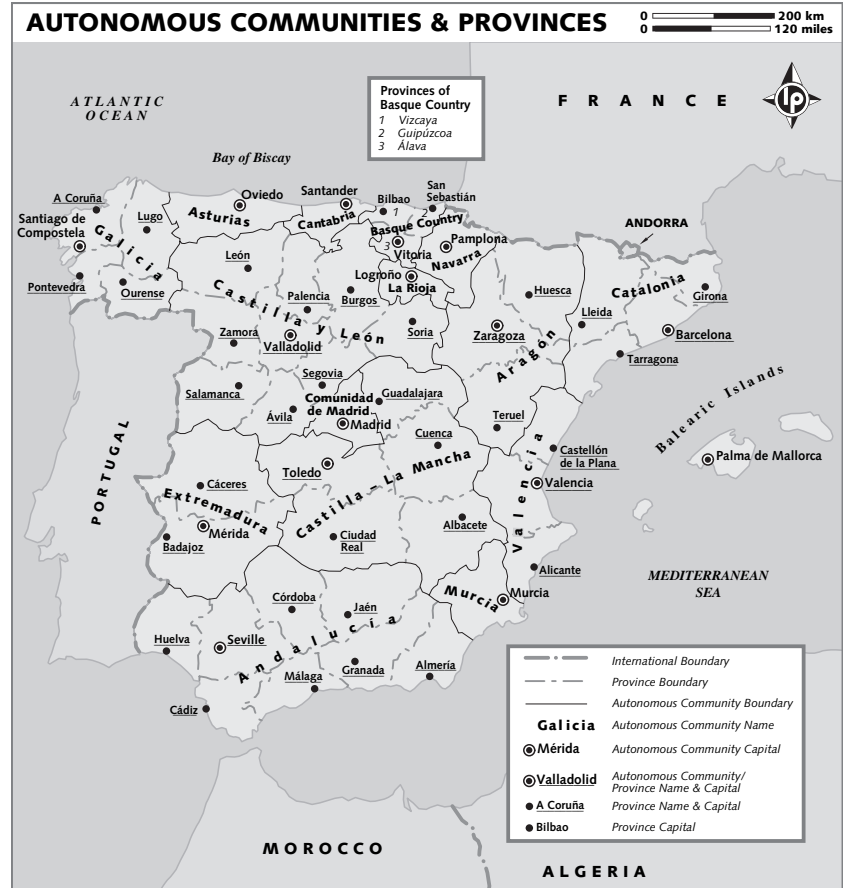 AUTONOMOUS COMMUNITIES & PROVINCES
0 200 km
0 120 miles
ATLANTIC
OCEAN
Provinces of
Basque Country
1 Vizcaya
2 Guipúzcoa
3 Álava
FRANCE
lp
Bay of Biscay
A Coruña
Santiago de
Compostela
Lugo
Galicia
Pontevedra
Ourense
Oviedo
Asturias
Santander
Cantabria
Bilbao
1
San
Sebastián
2
Basque Country
3
Vitoria
Pamplona
Navarra
ANDORRA
Logroño
La Rioja
León
Castilla y León
Palencia
Burgos
Zamora
Valladolid
Soria
Huesca
Zaragoza
Aragón
Catalonia
Lleida
Girona
Barcelona
Tarragona
Salamanca
Segovia
Ávila
Comunidad
de Madrid
Madrid
Guadalajara
Teruel
Cuenca
Toledo
Castilla – La Mancha
Castellón
de la Plana
Valencia
Valencia
Balearic Islands
Palma de Mallorca
PORTUGAL
Cáceres
Extremadura
Mérida
Badajoz
Ciudad
Real
Albacete
Alicante
MEDITERRANEAN
SEA
Murcia
Murcia
Córdoba
Jaén
Huelva
Seville
Andalucía
Málaga
Granada
Almería
Cádiz
International Boundary
Province Boundary
Autonomous Community Boundary
Galicia Autonomous Community Name
Mérida Autonomous Community Capital
Valladolid Autonomous Community/
Province Name & Capital
A Coruña Province Name & Capital
Bilbao Province Capital
MOROCCO
ALGERIA